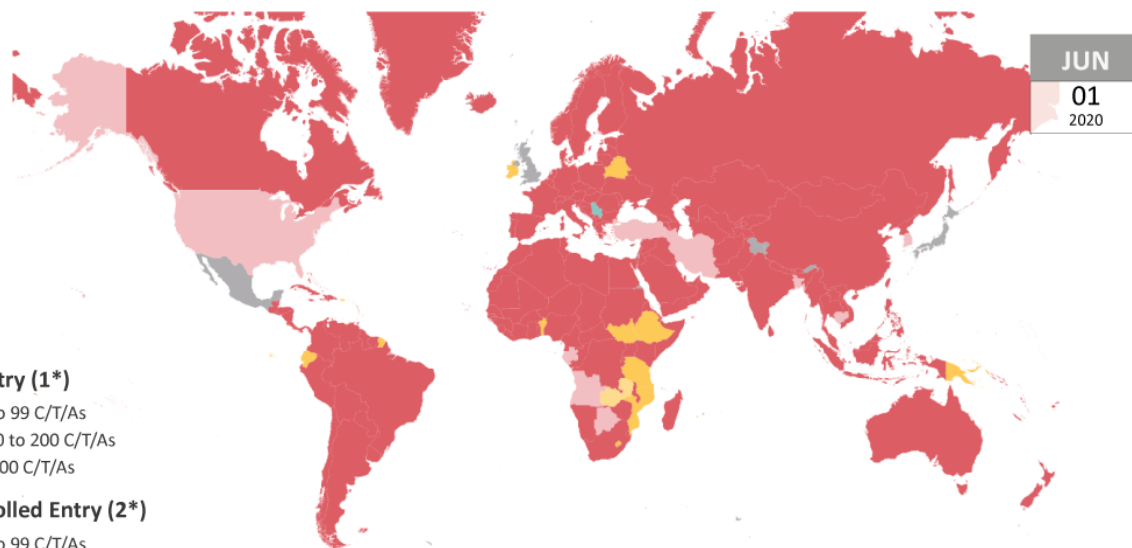 JUN
01
2020
try (1*)
o 99 C/T/As
0 to 200 C/T/As
00 C/T/As
olled Entry (2*)
o 99 C/T/As